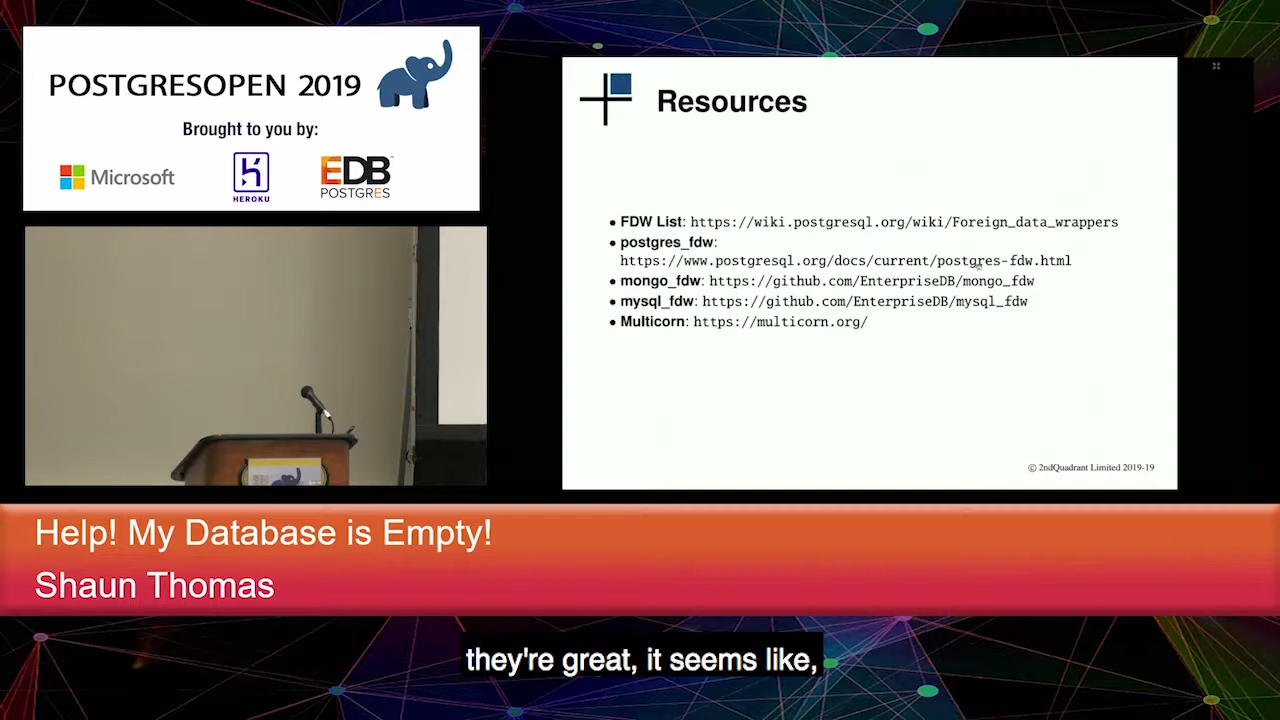 POSTGRESOPEN 2019
Brought to you by:
Microsoft
HEROKU
EDB
POSTGRES
Resources
• FDW List: https://wiki.postgresql.org/wiki/Foreign_data_wrappers
• postgres_fdw:
https://www.postgresql.org/docs/current/postgres-fdw.html
• mongo_fdw: https://github.com/EnterpriseDB/mongo_fdw
• mysql_fdw: https://github.com/EnterpriseDB/mysql_fdw
• Multicorn: https://multicorn.org/
© 2ndQuadrant Limited 2019-19
Help! My Database is Empty!
Shaun Thomas
they're great, it seems like,